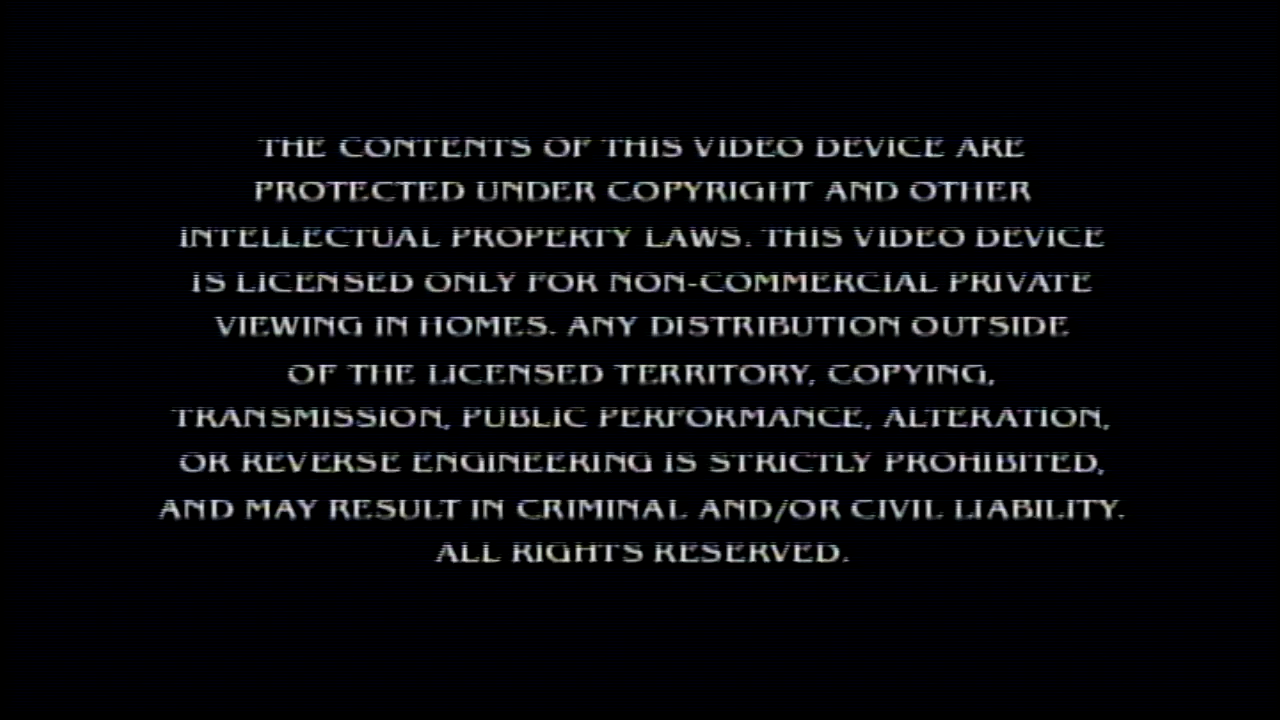 THE CONTENTS OF THIS VIDEO DEVICE ARE
PROTECTED UNDER COPYRIGHT AND OTHER
INTELLECTUAL PROPERTY LAWS. THIS VIDEO DEVICE
IS LICENSED ONLY FOR NON-COMMERCIAL PRIVATE
VIEWING IN HOMES. ANY DISTRIBUTION OUTSIDE
OF THE LICENSED TERRITORY, COPYING,
TRANSMISSION, PUBLIC PERFORMANCE, ALTERATION,
OR REVERSE ENGINEERING IS STRICTLY PROHIBITED,
AND MAY RESULT IN CRIMINAL AND/OR CIVIL LIABILITY.
ALL RIGHTS RESERVED.